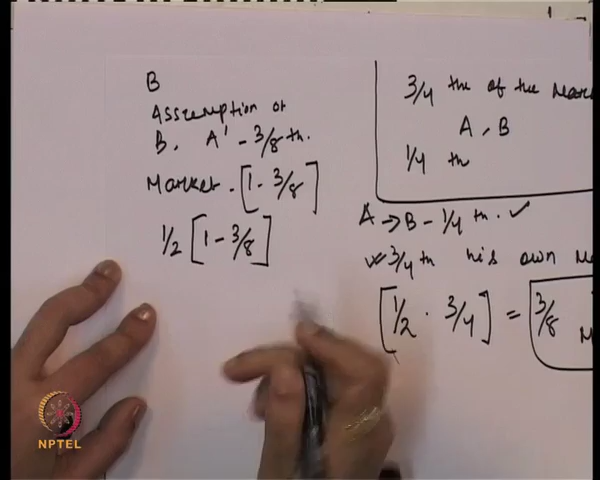 B
Assumption of
B, A' - 3/8 th.
Market - [1 - 3/8]
1/2 [1 - 3/8]
3/4 th of the
A, B
1/4 th
A → B - 1/4 th. ✓
3/4 th his own
[1/2 . 3/4] = 3/8
NPTEL